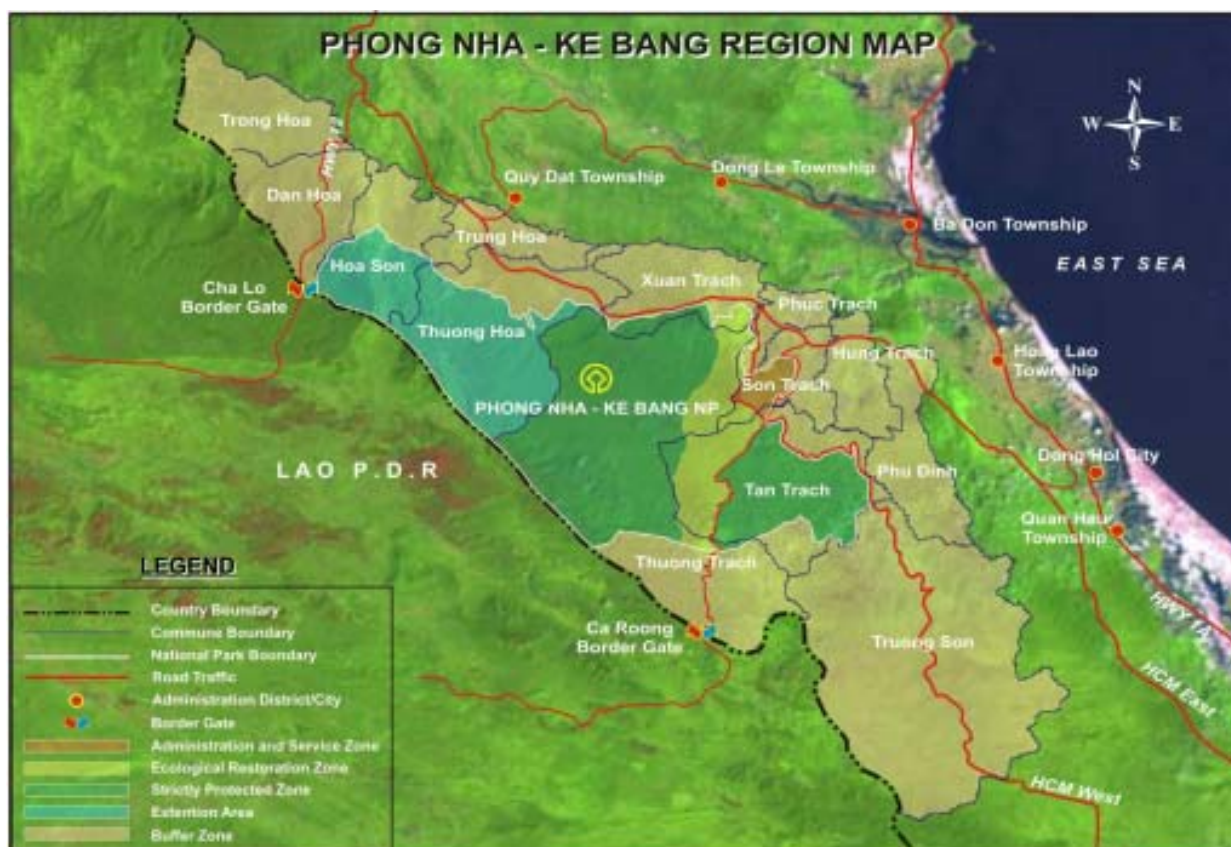 PHONG NHA - KE BANG REGION MAP
N
W
E
S
Trong Hoa
Dan Hoa
Quy Dat Township
Dong Le Township
Ba Don Township
Trung Hoa
EAST SEA
Hoa Son
Cha Lo
Border Gate
Xuan Trach
Phuc Trach
Thuong Hoa
Hung Trach
Lao
Township
Son Trach
PHONG NHA - KE BANG NP
LAO P.D.R
Phu Dinh
Dong Hoi City
Tan Trach
Quan Hau
Township
Thuong Trach
HWY 1A
Ca Roong
Border Gate
Truong Son
HCM East
HCM West
LEGEND
Country Boundary
Commune Boundary
National Park Boundary
Road Traffic
Administration District/City
Border Gate
Administration and Service Zone
Ecological Restoration Zone
Strictly Protected Zone
Extention Area
Buffer Zone